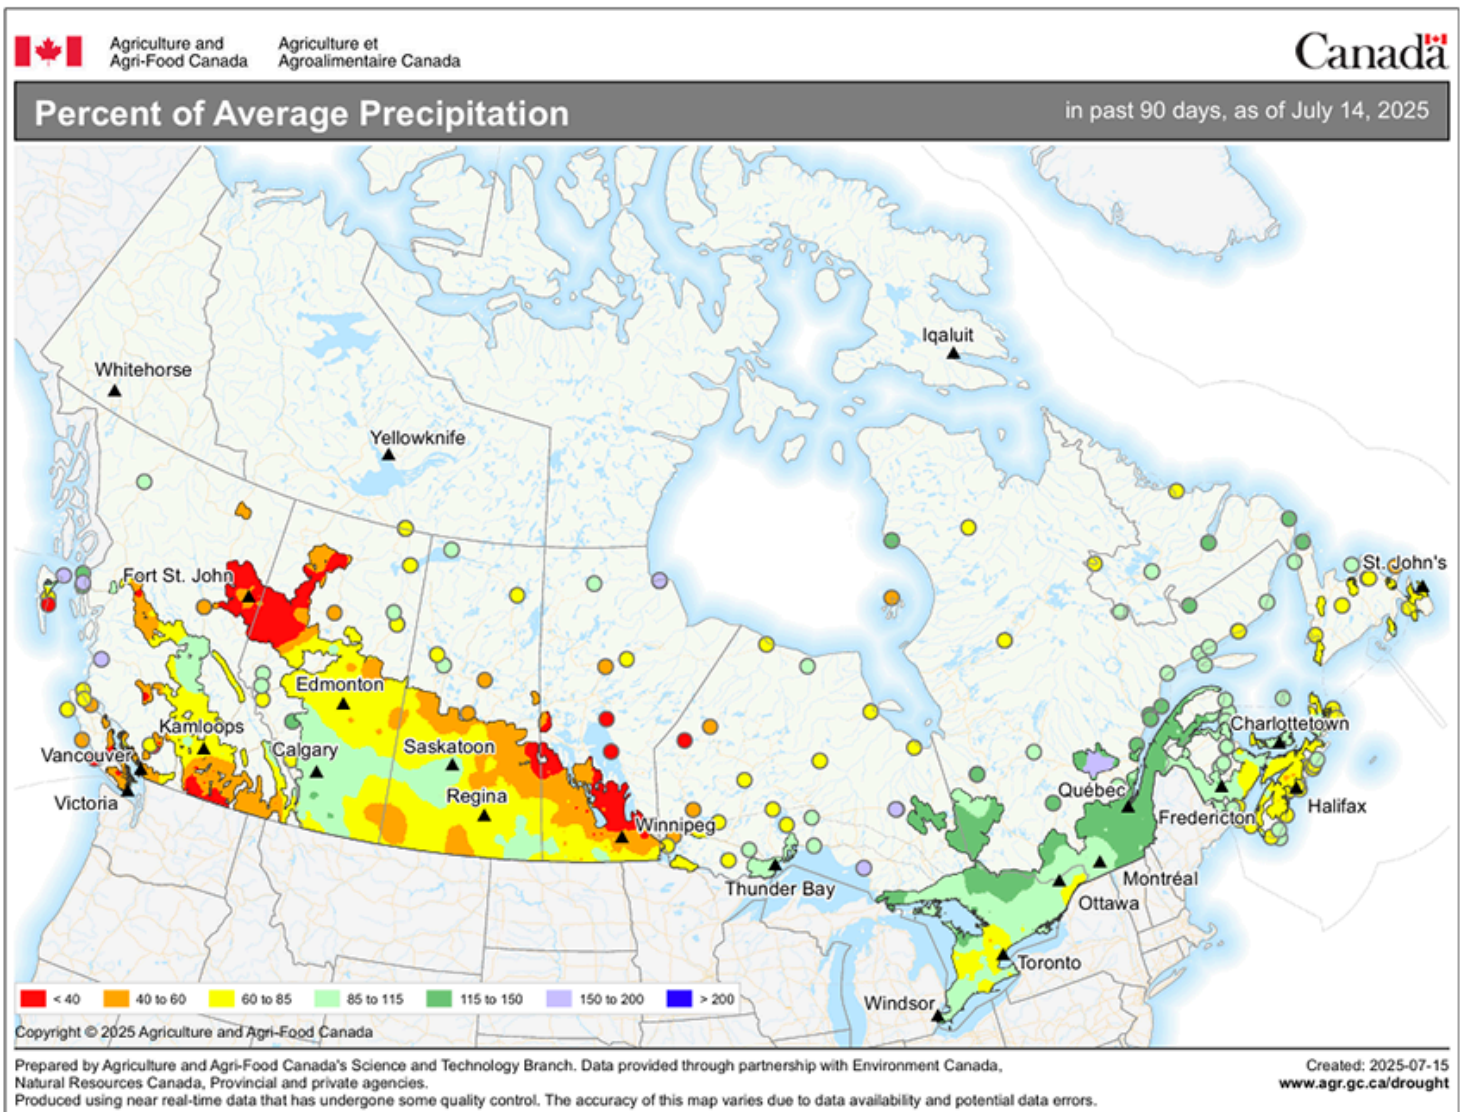 Agriculture and
Agri-Food Canada
Agriculture et
Agroalimentaire Canada
Canada
Percent of Average Precipitation
in past 90 days, as of July 14, 2025
Iqaluit
Whitehorse
Yellowknife
St. John's
Fort St. John
Edmonton
Charlottetown
Kamloops
Calgary
Saskatoon
Vancouver
Québec
Regina
Victoria
Halifax
Fredericton
Winnipeg
Montréal
Thunder Bay
Ottawa
Toronto
Windsor
< 40
40 to 60
60 to 85
85 to 115
115 to 150
150 to 200
> 200
Copyright © 2025 Agriculture and Agri-Food Canada
Prepared by Agriculture and Agri-Food Canada's Science and Technology Branch. Data provided through partnership with Environment Canada,
Natural Resources Canada, Provincial and private agencies.
Produced using near real-time data that has undergone some quality control. The accuracy of this map varies due to data availability and potential data errors.
Created: 2025-07-15
www.agr.gc.ca/drought